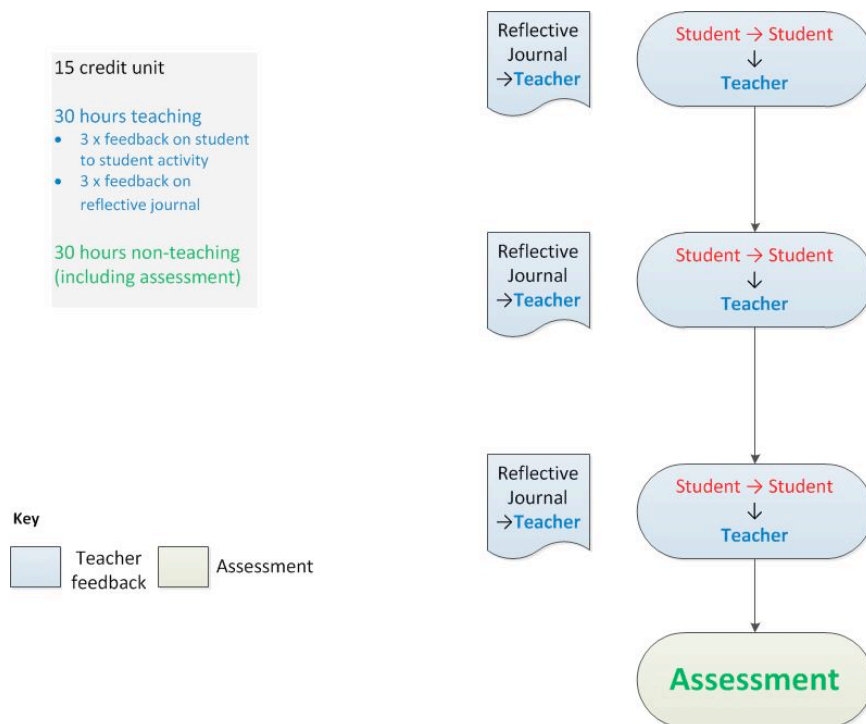 15 credit unit
30 hours teaching
• 3 x feedback on student
to student activity
• 3 x feedback on
reflective journal
30 hours non-teaching
(including assessment)
Reflective
Journal
→Teacher
Student → Student
↓
Teacher
Reflective
Journal
→Teacher
Student → Student
↓
Teacher
Reflective
Journal
→Teacher
Student → Student
↓
Teacher
Key
Teacher
feedback
Assessment
Assessment